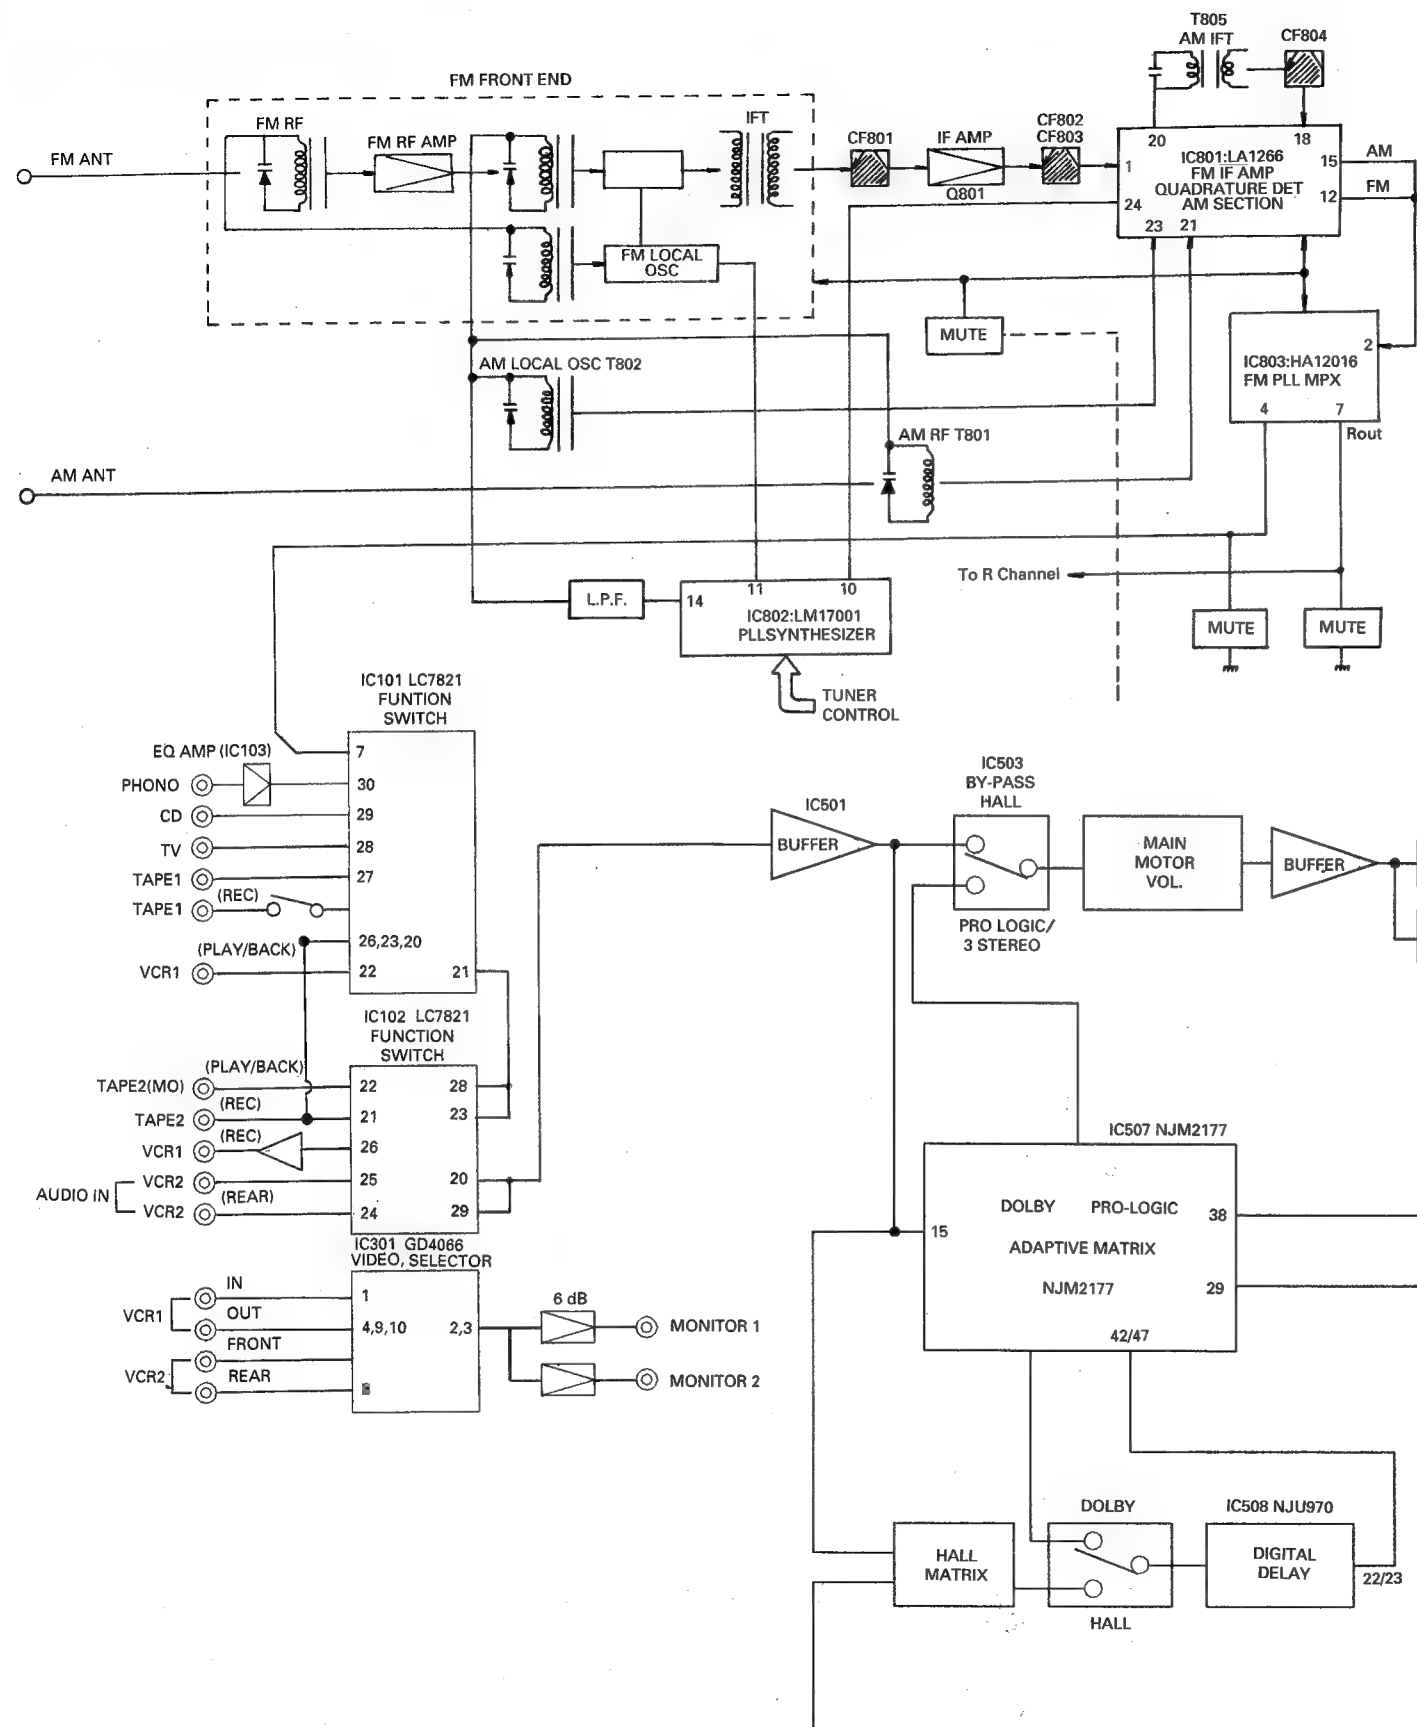 T805
AM IFT
CF804
FM FRONT END
FM RF
FM RF AMP
IFT
CF801
IF AMP
Q801
CF802
CF803
FM ANT
20
18
1
IC801:LA1266
FM IF AMP
QUADRATURE DET
AM SECTION
15
12
24
23
21
AM
FM
FM LOCAL
OSC
MUTE
2
IC803:HA12016
FM PLL MPX
4
7
Rout
AM LOCAL OSC T802
AM RF T801
AM ANT
To R Channel
MUTE
MUTE
L.P.F.
11
10
14
IC802:LM17001
PLLSYNTHESIZER
TUNER
CONTROL
IC101 LC7821
FUNTION
SWITCH
EQ AMP (IC103)
7
PHONO
30
CD
29
TV
28
TAPE1
27
TAPE1
(REC)
26,23,20
(PLAY/BACK)
VCR1
22
21
IC102 LC7821
FUNCTION
SWITCH
(PLAY/BACK)
TAPE2(MO)
22
28
(REC)
TAPE2
21
23
(REC)
VCR1
26
AUDIO IN
VCR2
25
20
(REAR)
VCR2
24
29
IC301 GD4066
VIDEO, SELECTOR
IN
1
VCR1
OUT
4,9,10
2,3
FRONT
VCR2
REAR
6 dB
MONITOR 1
MONITOR 2
IC501
BUFFER
IC503
BY-PASS
HALL
PRO LOGIC/
3 STEREO
MAIN
MOTOR
VOL.
BUFFER
IC507 NJM2177
DOLBY PRO-LOGIC
38
15
ADAPTIVE MATRIX
NJM2177
29
42/47
DOLBY
IC508 NJU970
HALL
MATRIX
DIGITAL
DELAY
22/23
HALL